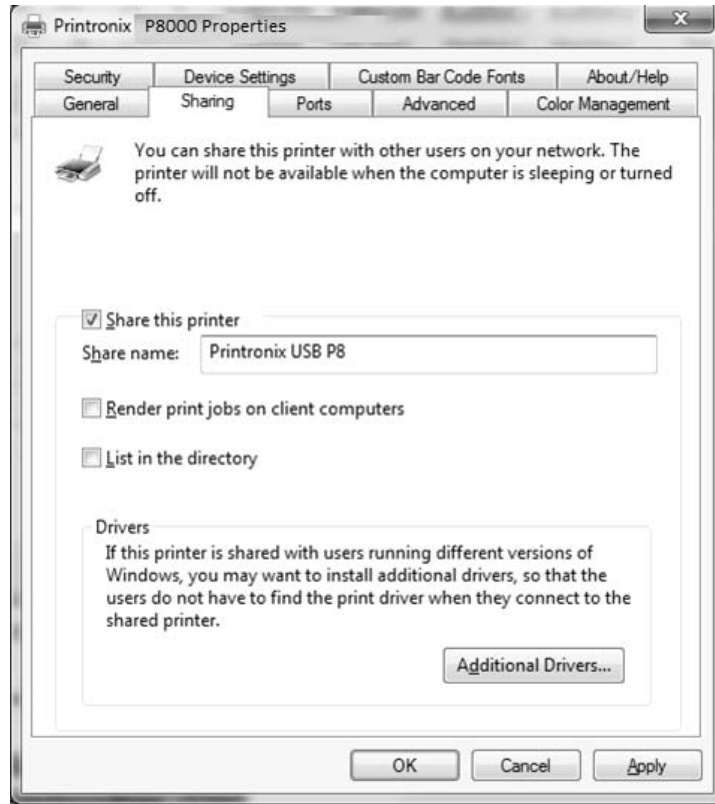 Printronix P8000 Properties
Security Device Settings Custom Bar Code Fonts About/Help
General Sharing Ports Advanced Color Management
You can share this printer with other users on your network. The
printer will not be available when the computer is sleeping or turned
off.
Share this printer
Share name: Printronix USB P8
Render print jobs on client computers
List in the directory
Drivers
If this printer is shared with users running different versions of
Windows, you may want to install additional drivers, so that the
users do not have to find the print driver when they connect to the
shared printer.
Additional Drivers...
OK Cancel Apply